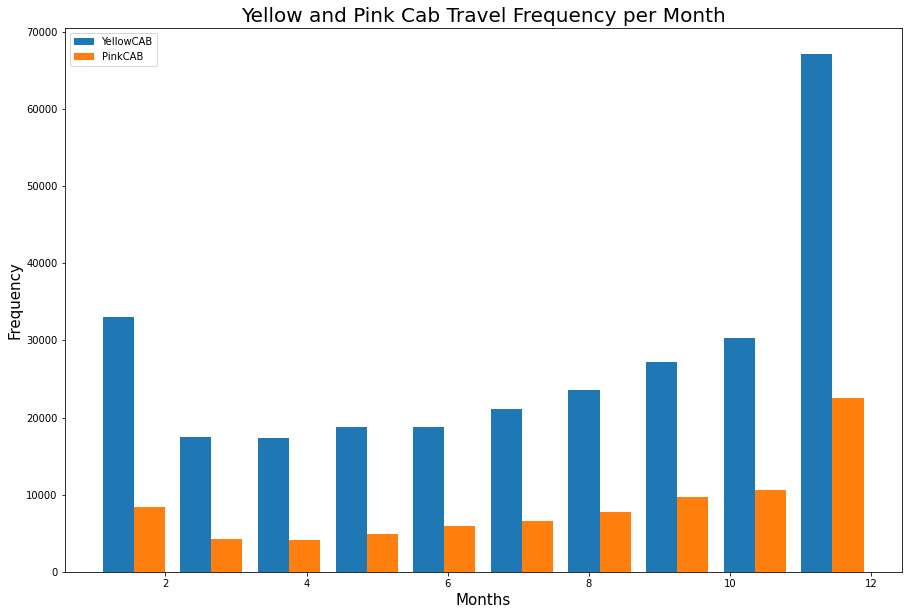 Yellow and Pink Cab Travel Frequency per Month
YellowCAB
PinkCAB
70000
60000
50000
40000
30000
20000
10000
0
Frequency
2 4 6 8 10 12
Months